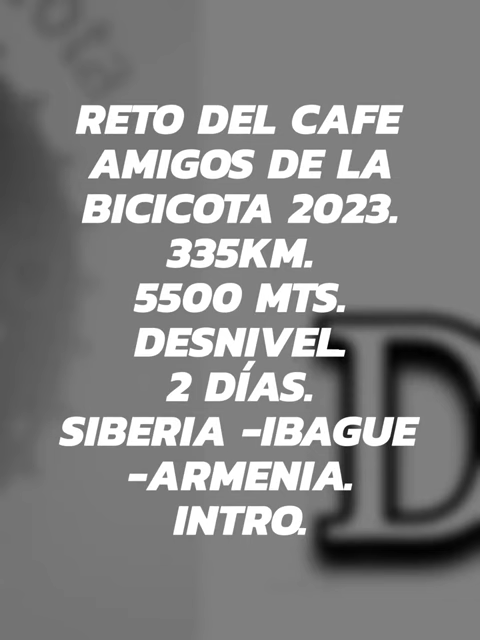 RETO DEL CAFE
AMIGOS DE LA
BICICOTA 2023.
335KM.
5500 MTS.
DESNIVEL.
2 DÍAS.
SIBERIA -IBAGUE
-ARMENIA.
INTRO.
D